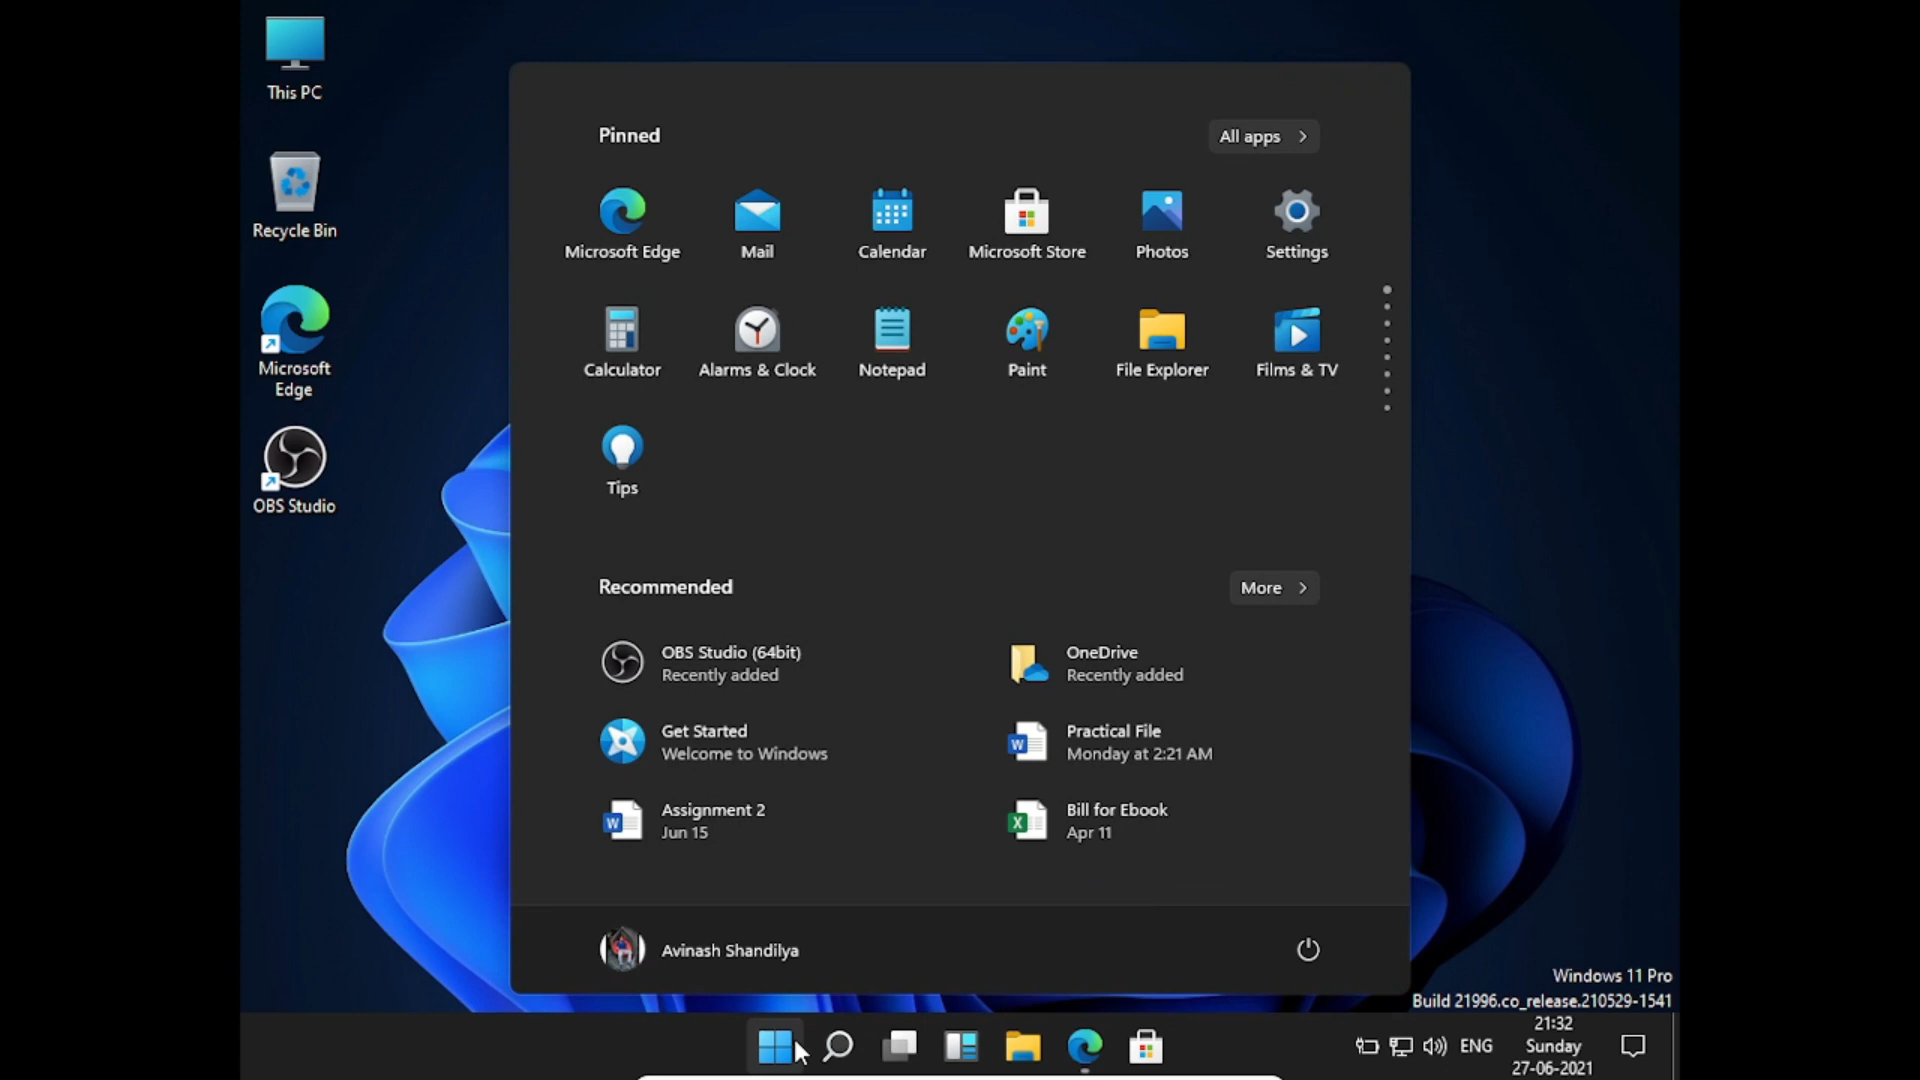 This PC
Recycle Bin
Microsoft
Edge
OBS Studio
Pinned
All apps
Microsoft Edge
Mail
Calendar
Microsoft Store
Photos
Settings
Calculator
Alarms & Clock
Notepad
Paint
File Explorer
Films & TV
Tips
Recommended
More
OBS Studio (64bit)
Recently added
OneDrive
Recently added
Get Started
Welcome to Windows
Practical File
Monday at 2:21 AM
Assignment 2
Jun 15
Bill for Ebook
Apr 11
Avinash Shandilya
Windows 11 Pro
Build 21996.co_release.210529-1541
ENG
21:32
Sunday
27-06-2021